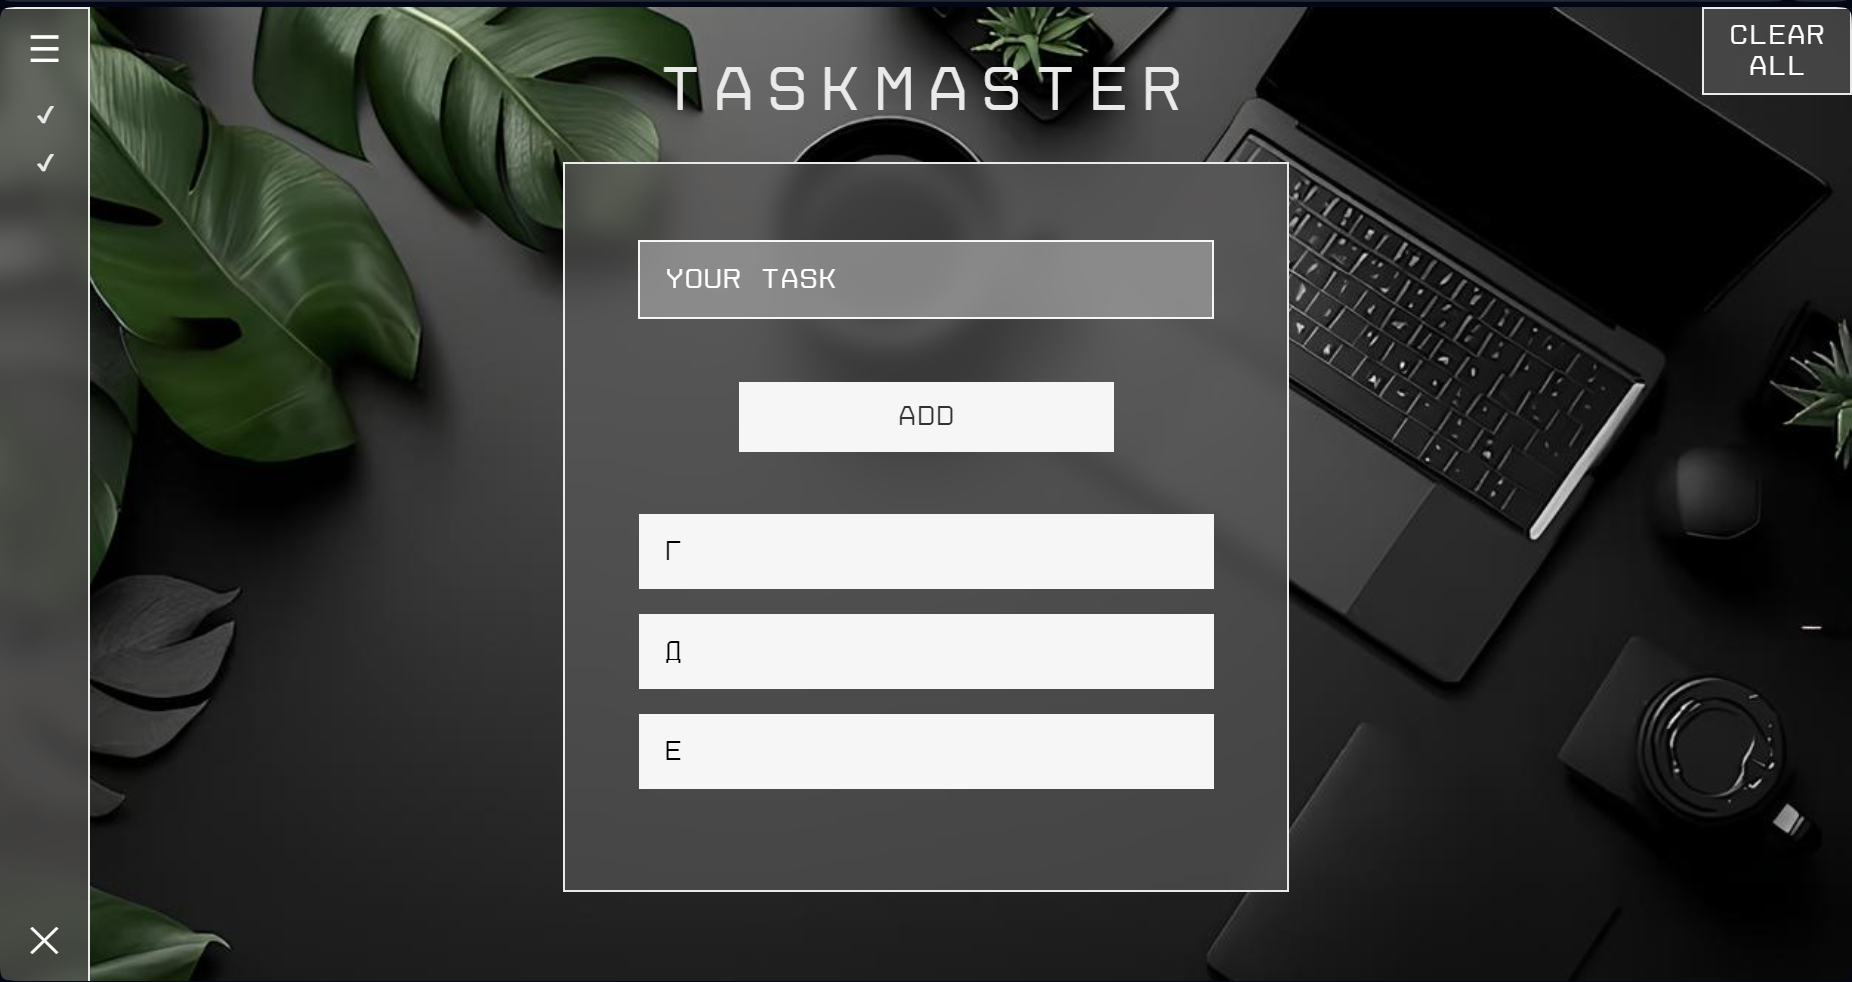 TASKMASTER
CLEAR
ALL
YOUR TASK
ADD
Г
Д
Е